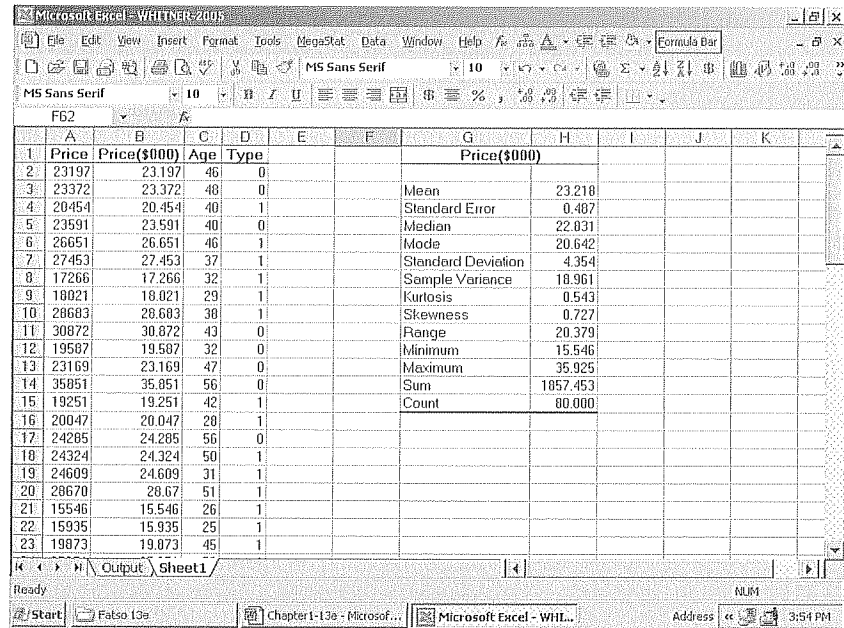 Microsoft Excel - WHITNER-2005
File Edit View Insert Format Tools MegaStat Data Window Help Formula Bar
MS Sans Serif 10
MS Sans Serif 10 B I U
F62 fx
A B C D E F G H I J K
1 Price Price($000) Age Type Price($000)
2 23197 23.197 46 0
3 23372 23.372 48 0 Mean 23.218
4 20454 20.454 40 1 Standard Error 0.487
5 23591 23.591 40 0 Median 22.831
6 26651 26.651 46 1 Mode 20.642
7 27453 27.453 37 1 Standard Deviation 4.354
8 17266 17.266 32 1 Sample Variance 18.961
9 18021 18.021 29 1 Kurtosis 0.543
10 28683 28.683 38 1 Skewness 0.727
11 30872 30.872 43 0 Range 20.379
12 19587 19.587 32 0 Minimum 15.546
13 23169 23.169 47 0 Maximum 35.925
14 35851 35.851 56 0 Sum 1857.453
15 19251 19.251 42 1 Count 80.000
16 20047 20.047 28 1
17 24285 24.285 56 0
18 24324 24.324 50 1
19 24609 24.609 31 1
20 28670 28.67 51 1
21 15546 15.546 26 1
22 15935 15.935 25 1
23 19873 19.873 45 1
Output Sheet1
Ready NUM
Start Fatso 13e Chapter1-13e - Microsof... Microsoft Excel - WHI... Address « 3:54 PM